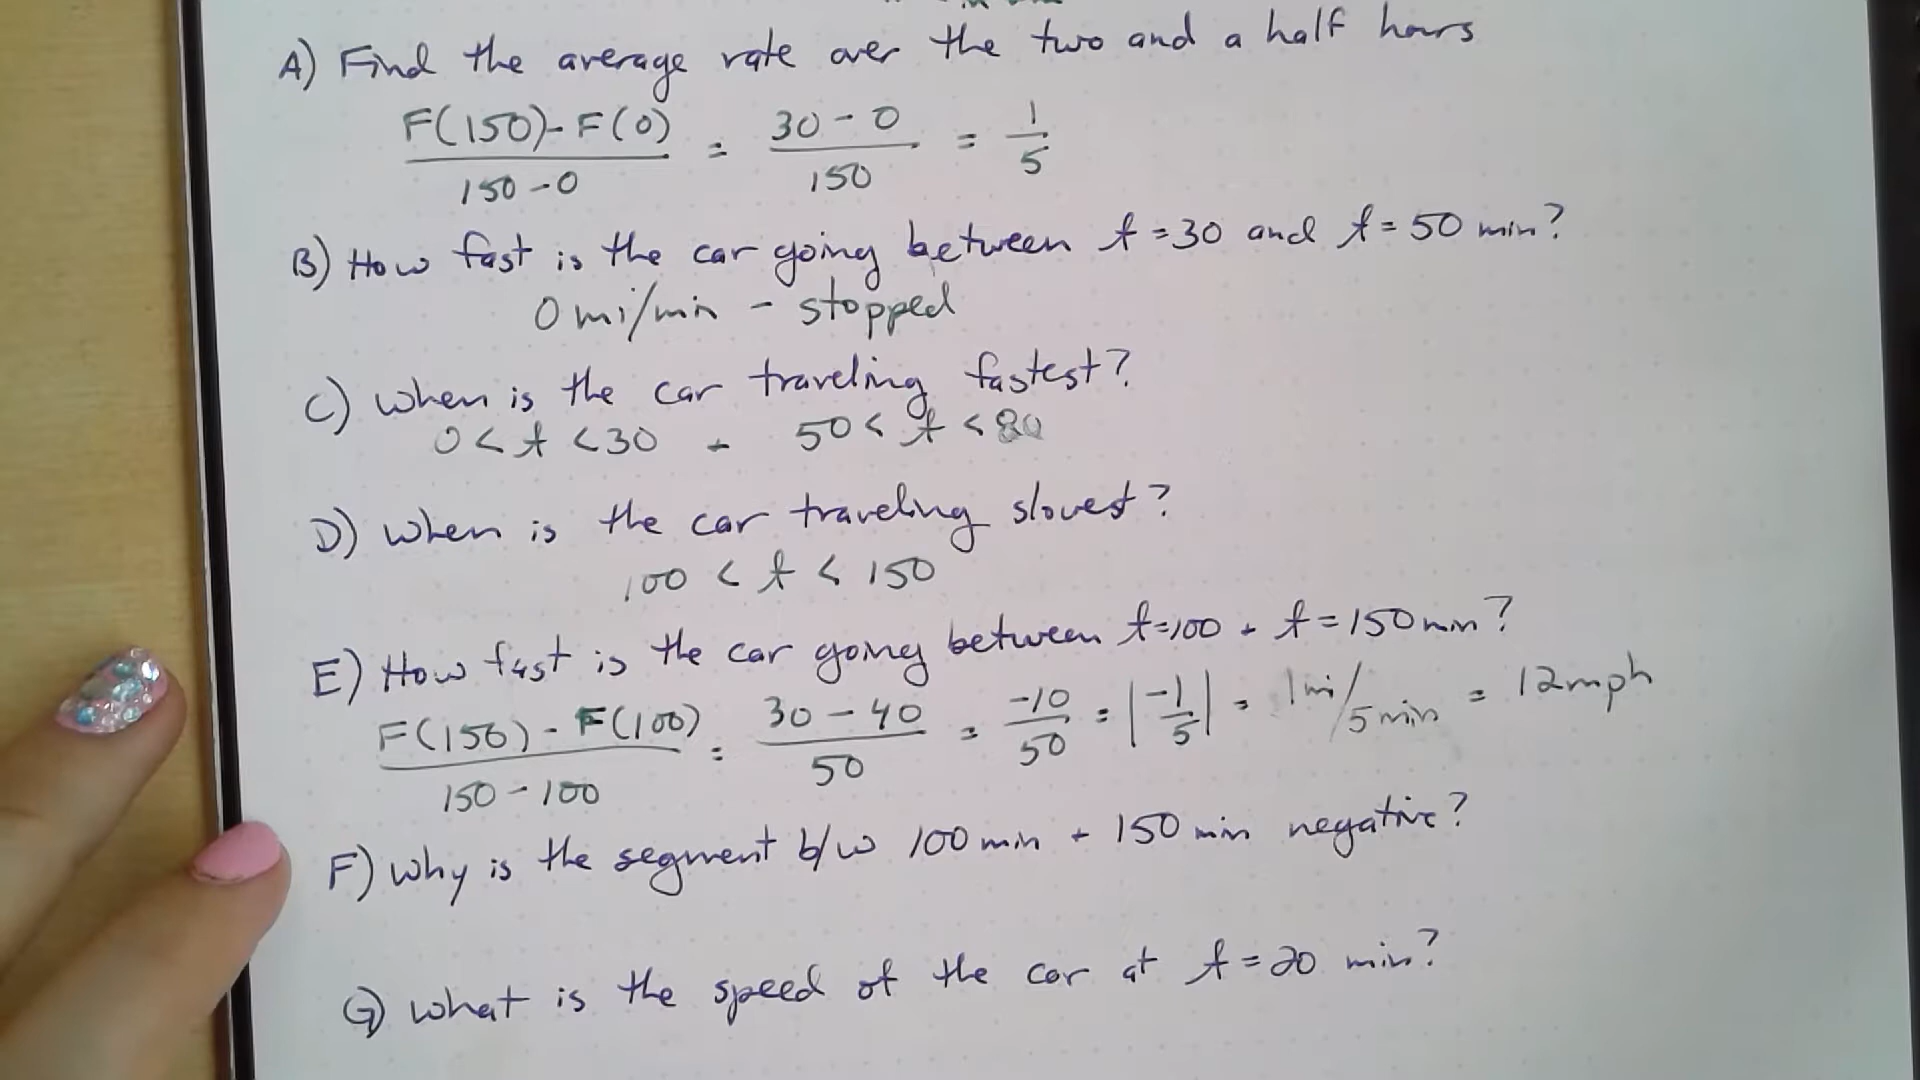 A) Find the average rate over the two and a half hours
F(150)-F(0) / 150-0 = 30-0 / 150 = 1/5
B) How fast is the car going between t=30 and t=50 min?
0 mi/min - stopped
C) When is the car traveling fastest?
0<t<30 + 50<t<80
D) When is the car traveling slowest?
100 < t < 150
E) How fast is the car going between t=100 + t=150 min?
F(150)-F(100) / 150-100 = 30-40 / 50 = -10/50 = |-1/5| = 1mi/5min = 12mph
F) Why is the segment b/w 100 min + 150 min negative?
G) What is the speed of the car at t=20 min?